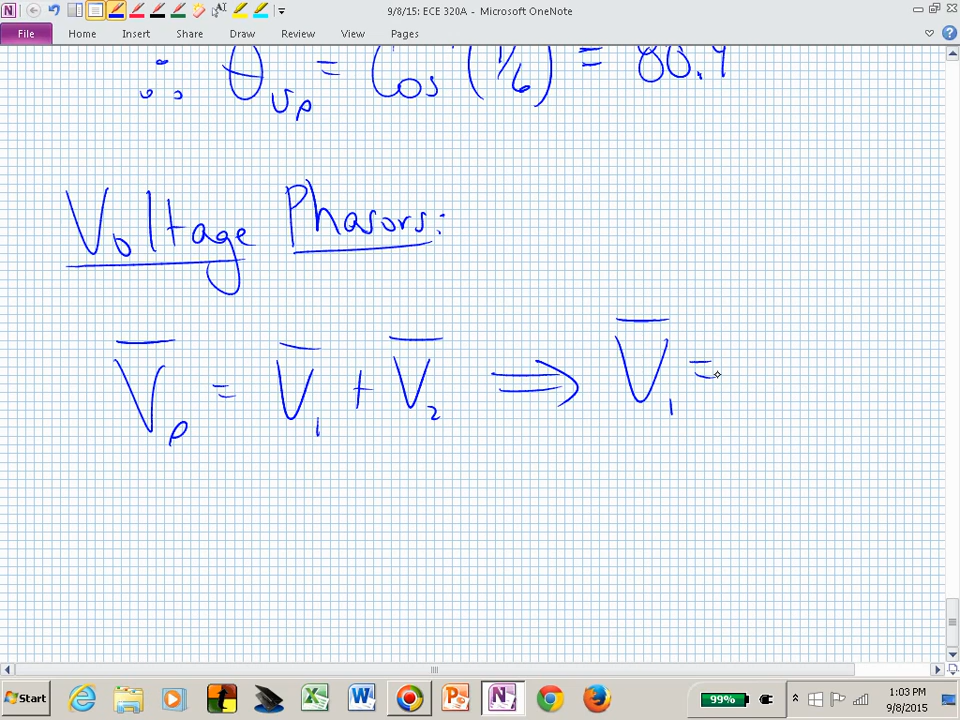 9/8/15: ECE 320A - Microsoft OneNote
File Home Insert Share Draw Review View Pages
∴ θ_vp = Cos (1/6) = 80.4
Voltage Phasors:
V̅_p = V̅_1 + V̅_2 ⟹ V̅_1 =
Start
99%
1:03 PM
9/8/2015